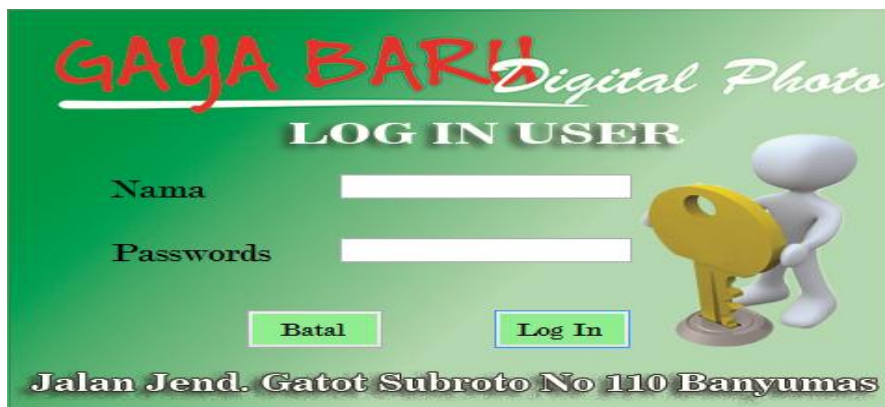 GAYA BARU Digital Photo
LOG IN USER
Nama
Passwords
Batal Log In
Jalan Jend. Gatot Subroto No 110 Banyumas